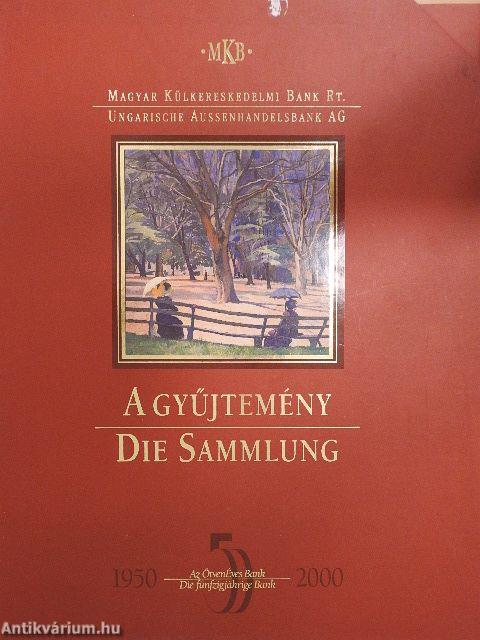 ·MKB·
MAGYAR KÜLKERESKEDELMI BANK RT.
UNGARISCHE AUSSENHANDELSBANK AG
A GYŰJTEMÉNY
DIE SAMMLUNG
1950 50 2000
Az ÖtvenÉves Bank
Die fünfzigjährige Bank
Antikvárium.hu